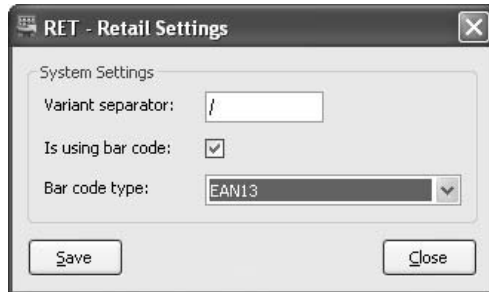 RET - Retail Settings
System Settings
Variant separator: /
Is using bar code:
Bar code type: EAN13
Save Close